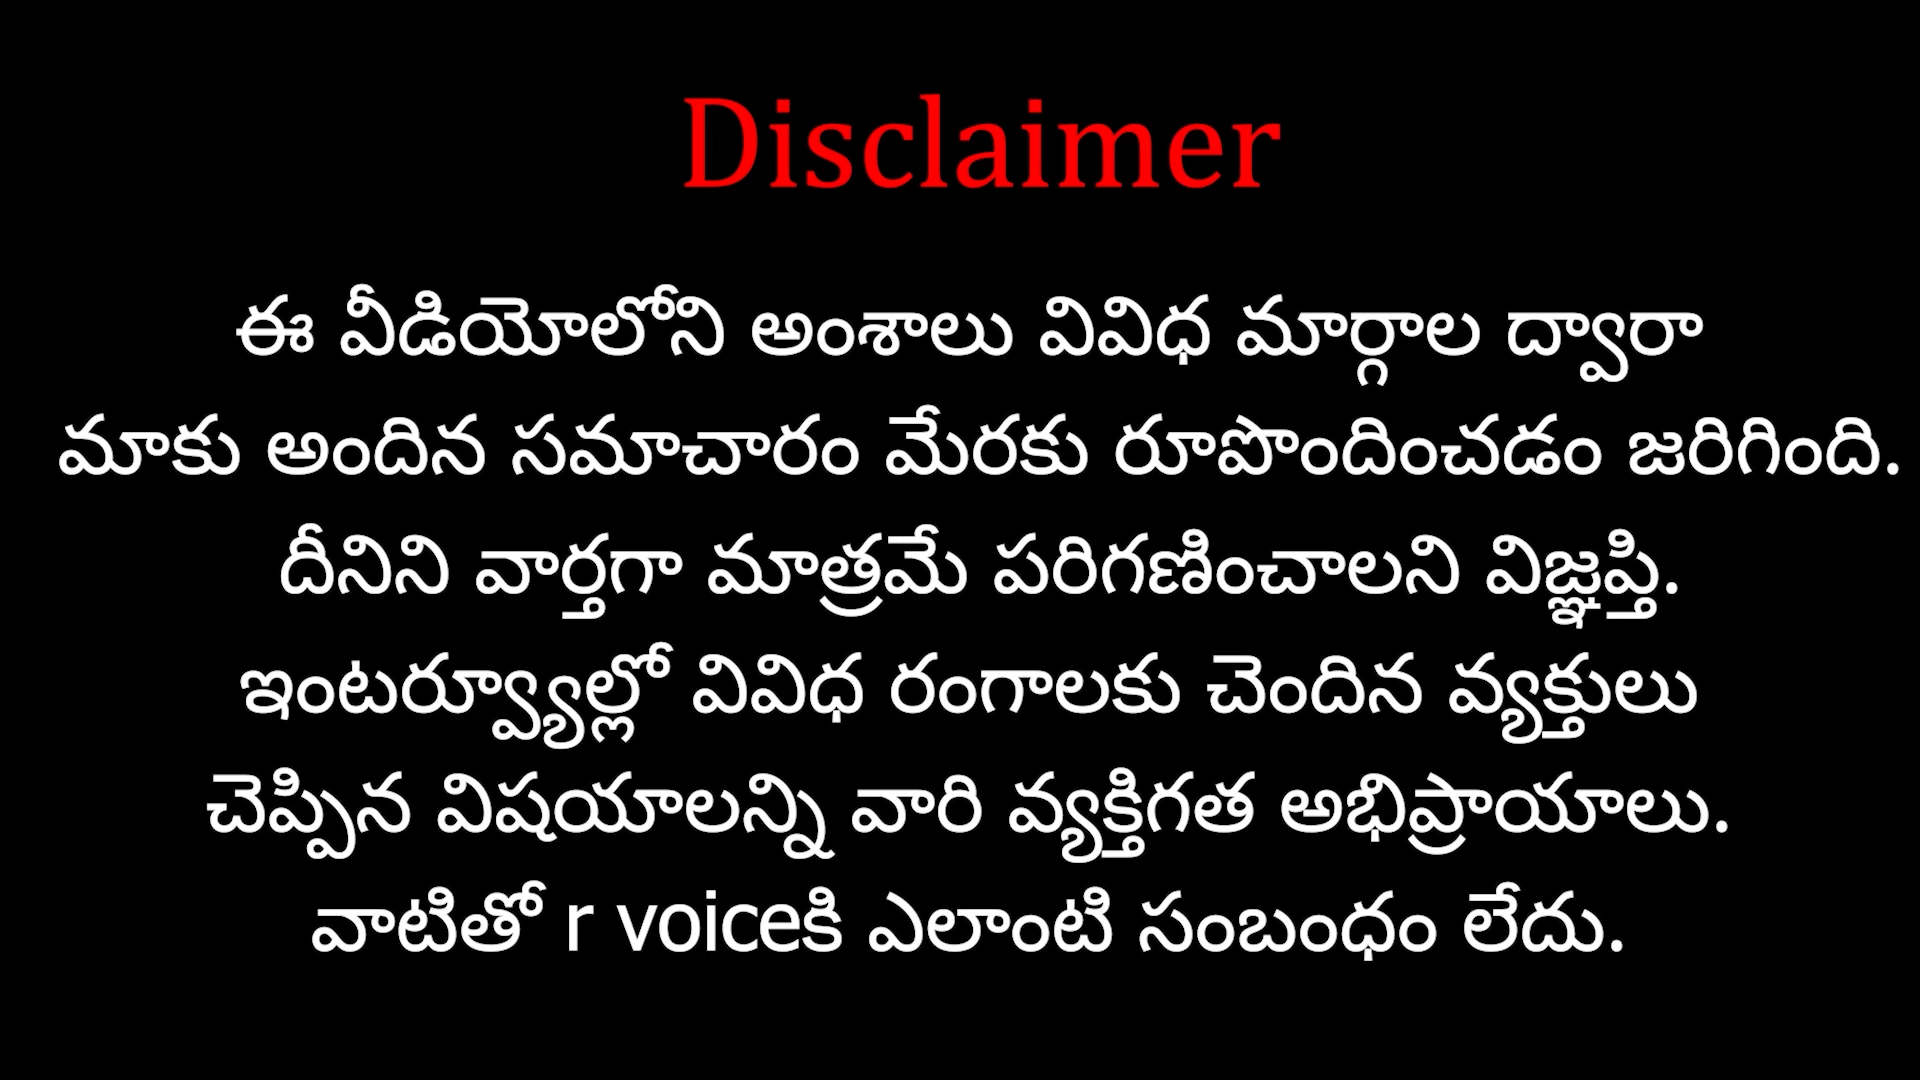 Disclaimer
ఈ వీడియోలోని అంశాలు వివిధ మార్గాల ద్వారా
మాకు అందిన సమాచారం మేరకు రూపొందించడం జరిగింది.
దీనిని వార్తగా మాత్రమే పరిగణించాలని విజ్ఞప్తి.
ఇంటర్వ్యూల్లో వివిధ రంగాలకు చెందిన వ్యక్తులు
చెప్పిన విషయాలన్ని వారి వ్యక్తిగత అభిప్రాయాలు.
వాటితో r voiceకి ఎలాంటి సంబంధం లేదు.